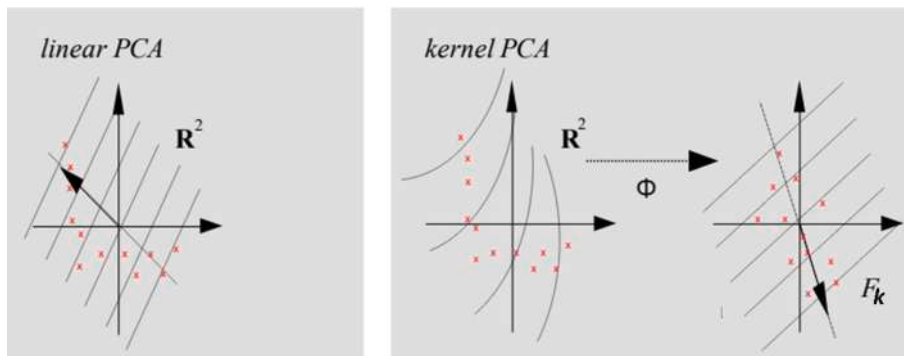 linear PCA
R²
kernel PCA
R²
Φ
Fₖ